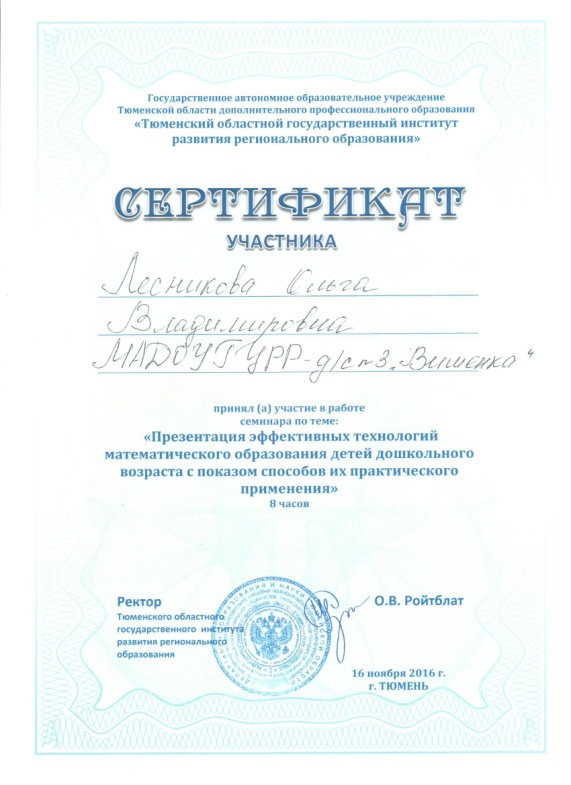 Государственное автономное образовательное учреждение
Тюменской области дополнительного профессионального образования
«Тюменский областной государственный институт
развития регионального образования»
СЕРТИФИКАТ
УЧАСТНИКА
Лесникова Ольга
Владимировна
МАДОУ ЦРР-д/с №3 „Вишенка"
принял (а) участие в работе
семинара по теме:
«Презентация эффективных технологий
математического образования детей дошкольного
возраста с показом способов их практического
применения»
8 часов
Ректор
О.В. Ройтблат
Тюменского областного
государственного института
развития регионального
образования
16 ноября 2016 г.
г. ТЮМЕНЬ